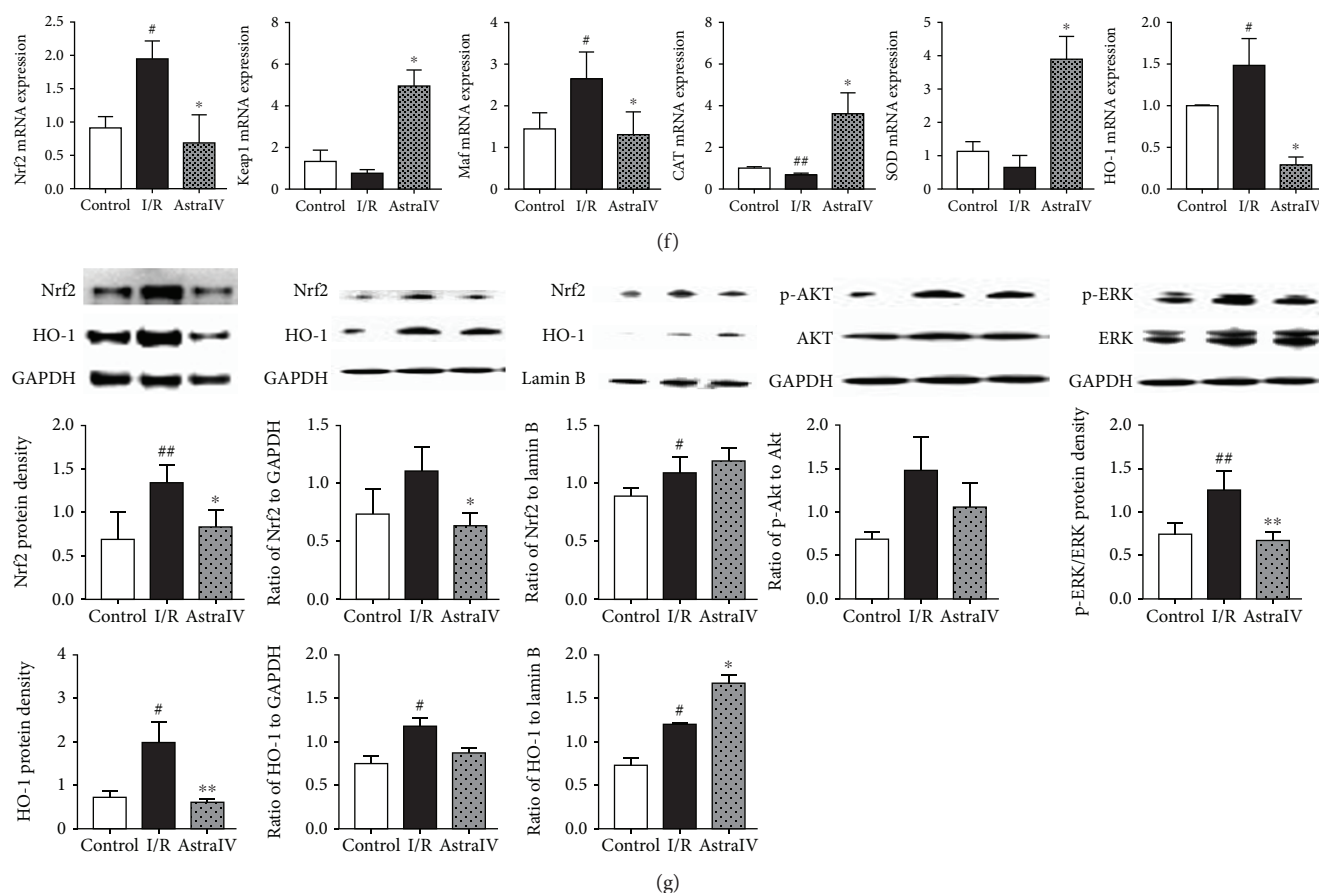 Nrf2 mRNA expression
2.5
2.0
1.5
1.0
0.5
0.0
#
*
Control I/R AstraIV
Keap1 mRNA expression
8
6
4
2
0
*
Control I/R AstraIV
Maf mRNA expression
4
3
2
1
0
#
*
Control I/R AstraIV
CAT mRNA expression
8
6
4
2
0
##
*
Control I/R AstraIV
SOD mRNA expression
5
4
3
2
1
0
*
Control I/R AstraIV
HO-1 mRNA expression
2.0
1.5
1.0
0.5
0.0
#
*
Control I/R AstraIV
(f)
Nrf2
HO-1
GAPDH
Nrf2
HO-1
GAPDH
Nrf2
HO-1
Lamin B
p-AKT
AKT
GAPDH
p-ERK
ERK
GAPDH
Nrf2 protein density
2.0
1.5
1.0
0.5
0.0
##
*
Control I/R AstraIV
Ratio of Nrf2 to GAPDH
1.5
1.0
0.5
0.0
*
Control I/R AstraIV
Ratio of Nrf2 to lamin B
1.5
1.0
0.5
0.0
#
Control I/R AstraIV
Ratio of p-Akt to Akt
2.0
1.5
1.0
0.5
0.0
Control I/R AstraIV
p-ERK/ERK protein density
2.0
1.5
1.0
0.5
0.0
##
**
Control I/R AstraIV
HO-1 protein density
4
3
2
1
0
#
**
Control I/R AstraIV
Ratio of HO-1 to GAPDH
2.0
1.5
1.0
0.5
0.0
#
Control I/R AstraIV
Ratio of HO-1 to lamin B
2.0
1.5
1.0
0.5
0.0
#
*
Control I/R AstraIV
(g)